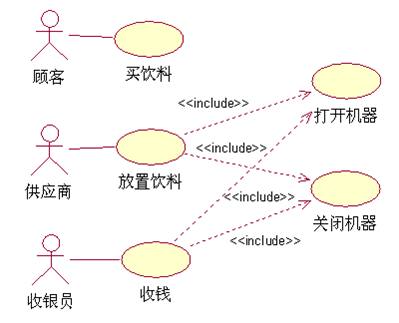 顾客
买饮料
<<include>>
打开机器
供应商
放置饮料
<<include>>
<<include>>
关闭机器
<<include>>
收银员
收钱